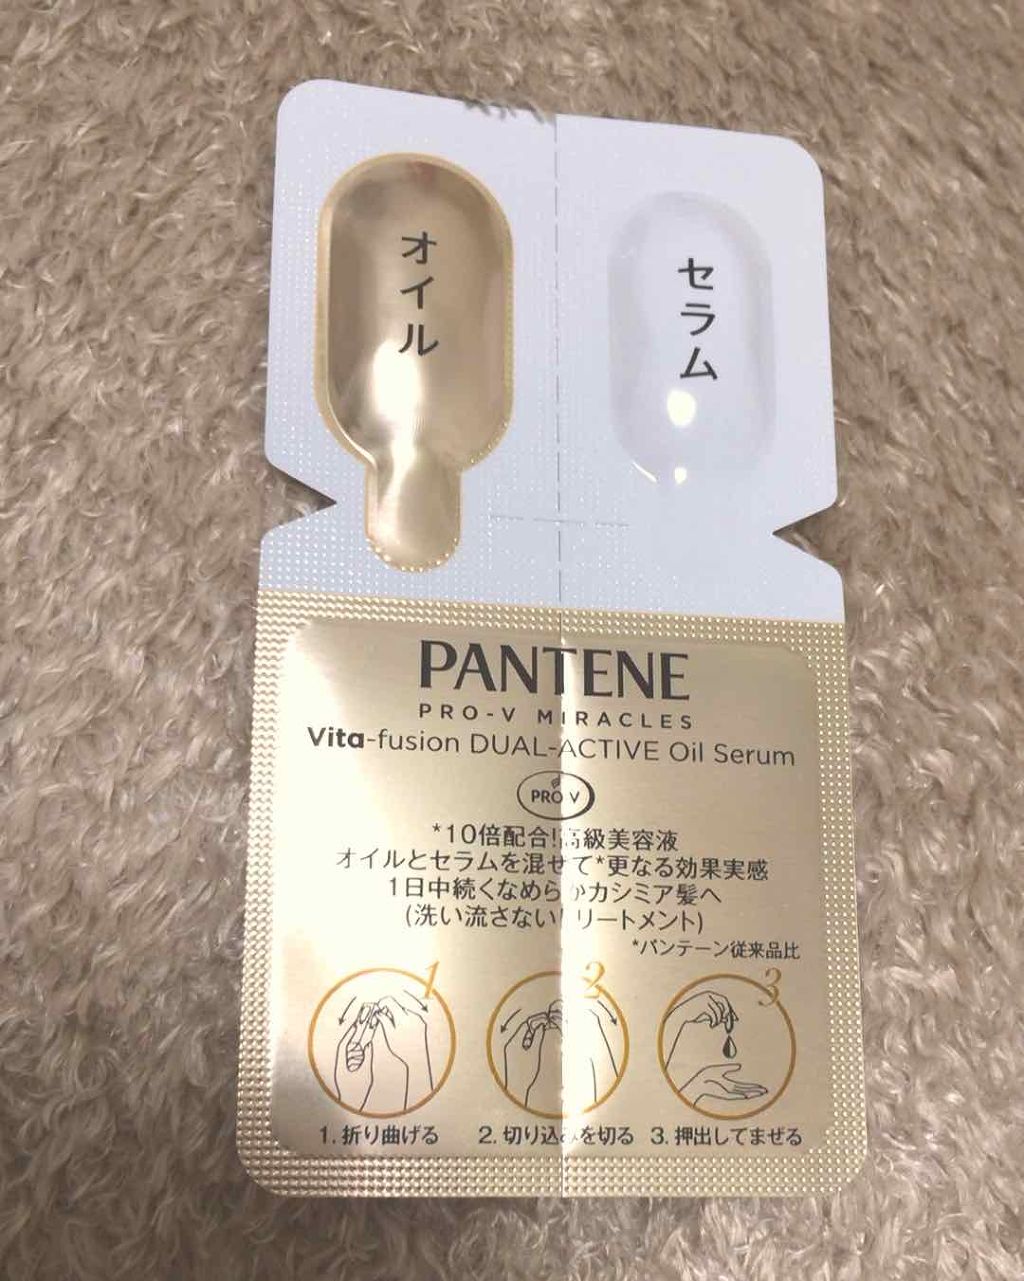 オイル
セラム
PANTENE
PRO-V MIRACLES
Vita-fusion DUAL-ACTIVE Oil Serum
PRO-V
*10倍配合!高級美容液
オイルとセラムを混ぜて*更なる効果実感
1日中続くなめらかカシミア髪へ
(洗い流さないトリートメント)
*パンテーン従来品比
1
2
3
1. 折り曲げる
2. 切り込みを切る
3. 押出してまぜる